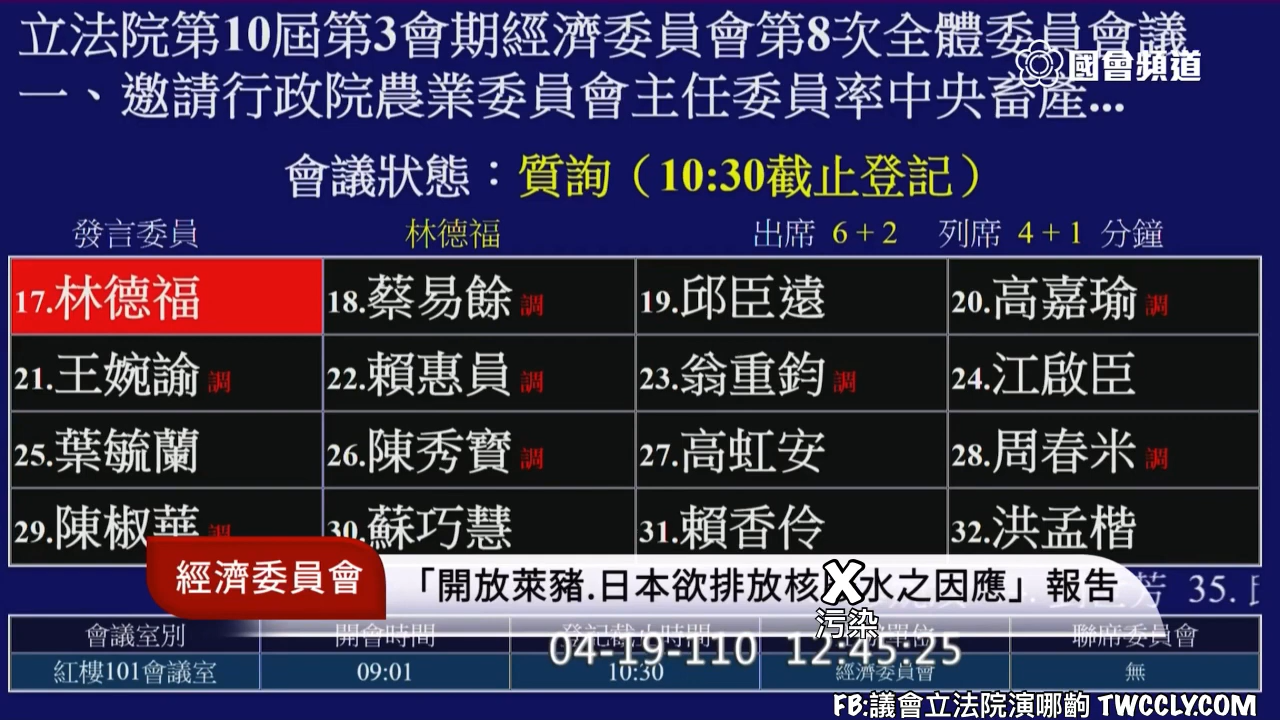 立法院第10屆第3會期經濟委員會第8次全體委員會議
國會頻道
一、邀請行政院農業委員會主任委員率中央畜產...
會議狀態：質詢（10:30截止登記）
發言委員 林德福 出席 6 + 2 列席 4 + 1 分鐘
17.林德福 18.蔡易餘 調 19.邱臣遠 20.高嘉瑜 調
21.王婉諭 調 22.賴惠員 調 23.翁重鈞 調 24.江啟臣
25.葉毓蘭 26.陳秀寳 調 27.高虹安 28.周春米 調
29.陳椒華 調 30.蘇巧慧 31.賴香伶 32.洪孟楷
經濟委員會 「開放萊豬.日本欲排放核X水之因應」報告
污染
芳 35.
會議室別 開會時間 登記截止時間 聯席委員會
04-19-110 12:45:25
紅樓101會議室 09:01 10:30 經濟委員會 無
FB:議會立法院演哪齣 TWCCLY.COM